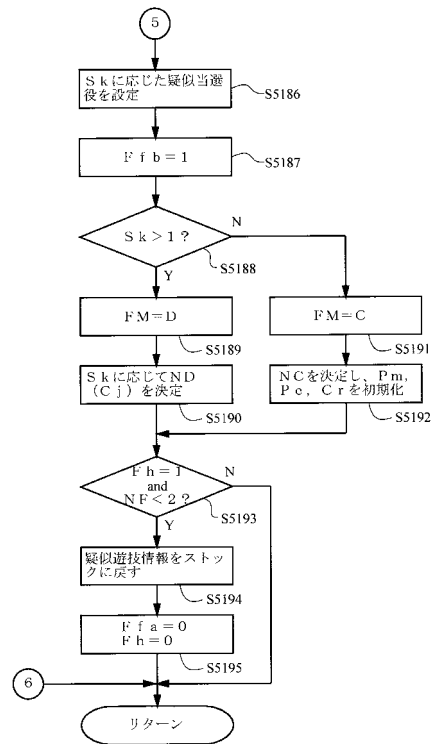 5
Ｓｋに応じた疑似当選
役を設定
S5186
Ｆｆｂ＝１
S5187
Ｓｋ＞１？
N
Y
S5188
ＦＭ＝Ｄ
S5189
ＦＭ＝Ｃ
S5191
Ｓｋに応じてＮＤ
（Ｃｊ）を決定
S5190
ＮＣを決定し、Ｐｍ，
Ｐｃ，Ｃｒを初期化
S5192
Ｆｈ＝１
and
ＮＦ＜２？
N
Y
S5193
疑似遊技情報をストッ
クに戻す
S5194
Ｆｆａ＝０
Ｆｈ＝０
S5195
6
リターン